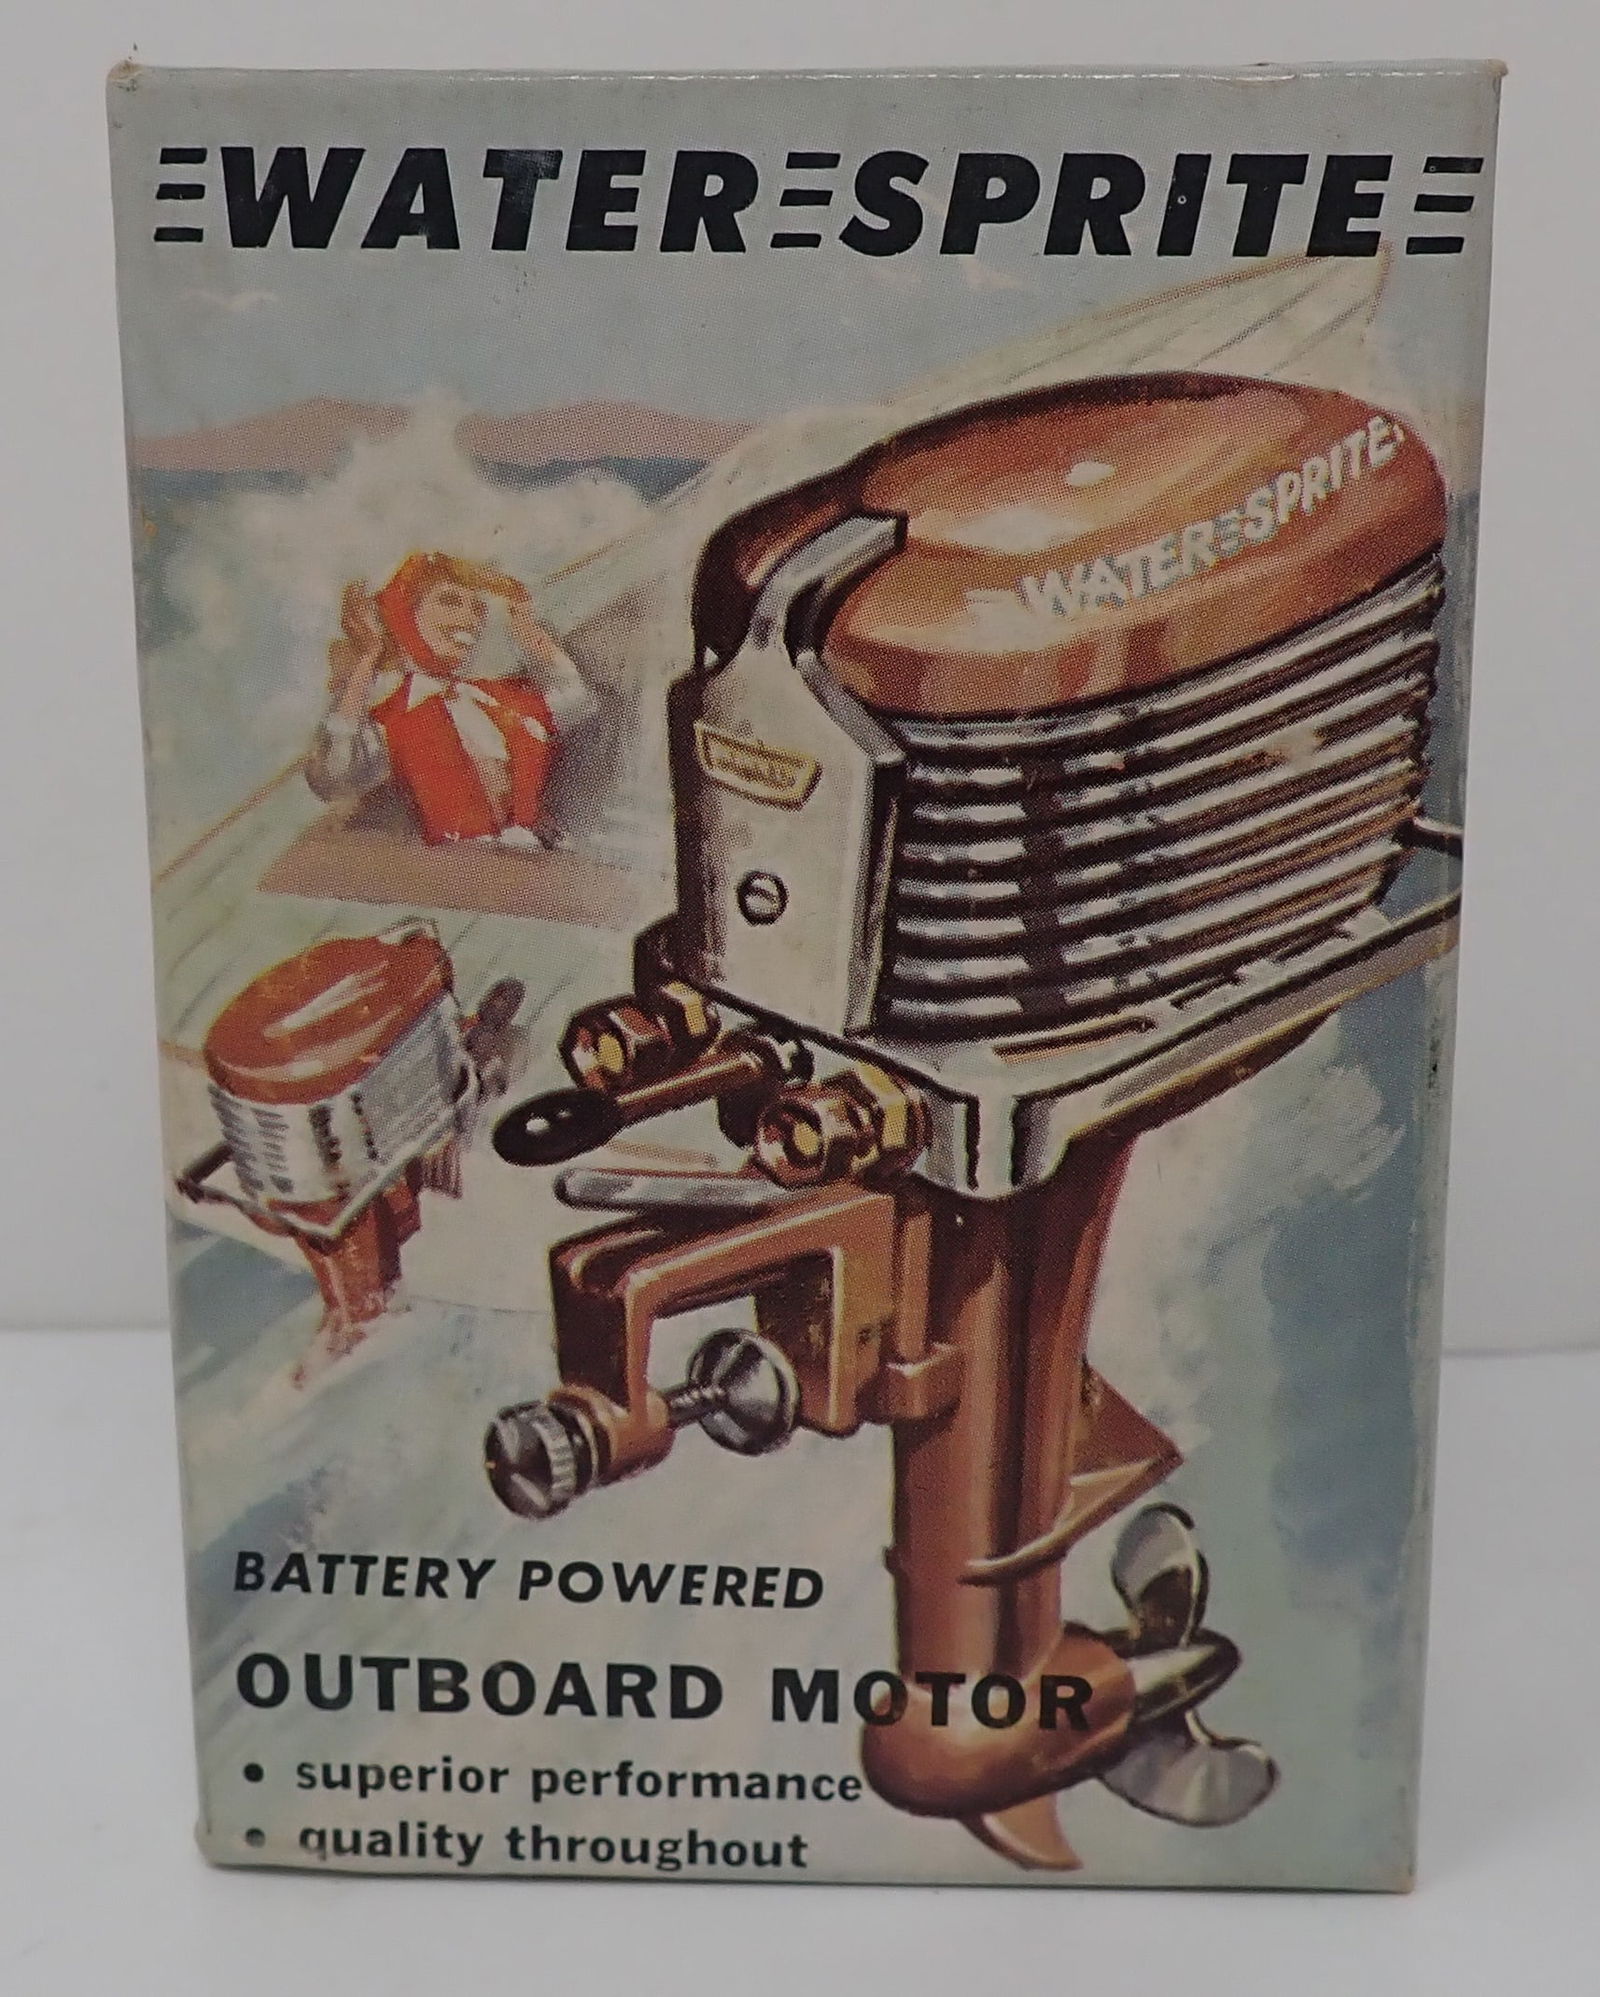 WATER SPRITE
WATER SPRITE
BATTERY POWERED
OUTBOARD MOTOR
• superior performance
• quality throughout